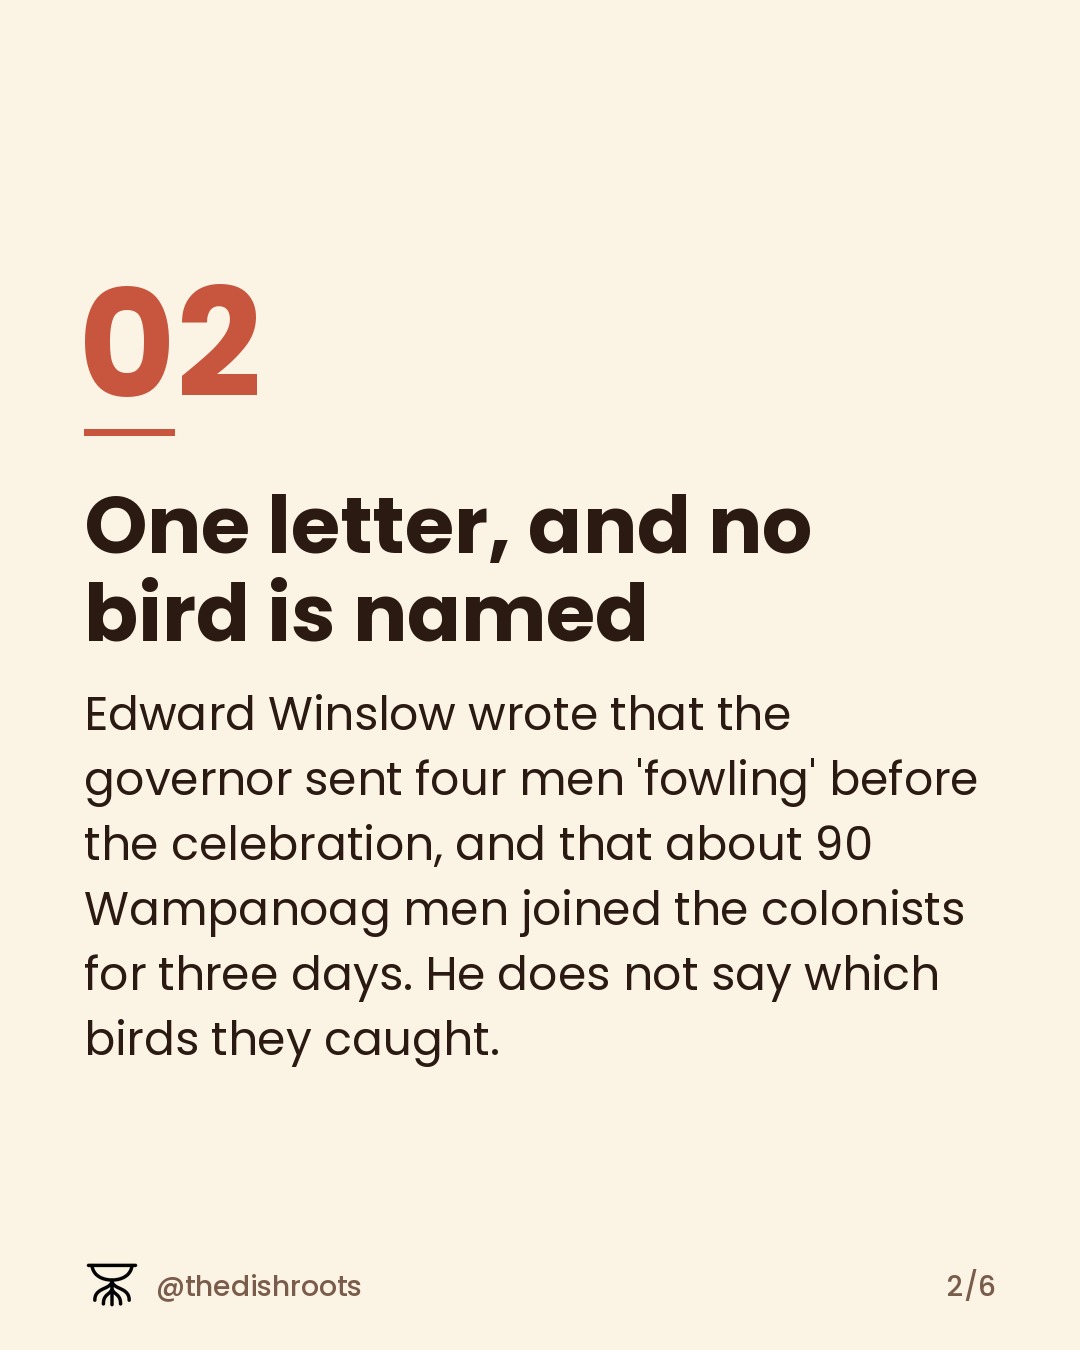 02
One letter, and no
bird is named
Edward Winslow wrote that the
governor sent four men 'fowling' before
the celebration, and that about 90
Wampanoag men joined the colonists
for three days. He does not say which
birds they caught.
@thedishroots
2/6